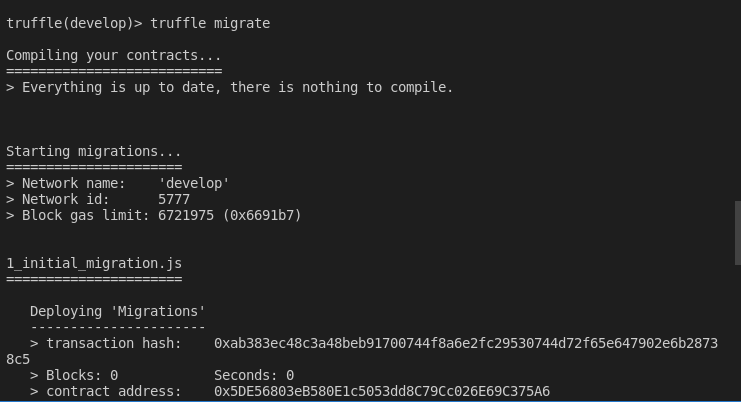 truffle(develop)> truffle migrate
Compiling your contracts...
===========================
> Everything is up to date, there is nothing to compile.
Starting migrations...
======================
> Network name:    'develop'
> Network id:      5777
> Block gas limit: 6721975 (0x6691b7)
1_initial_migration.js
======================
   Deploying 'Migrations'
   ----------------------
   > transaction hash:    0xab383ec48c3a48beb91700744f8a6e2fc29530744d72f65e647902e6b2873
8c5
   > Blocks: 0            Seconds: 0
   > contract address:    0x5DE56803eB580E1c5053dd8C79Cc026E69C375A6